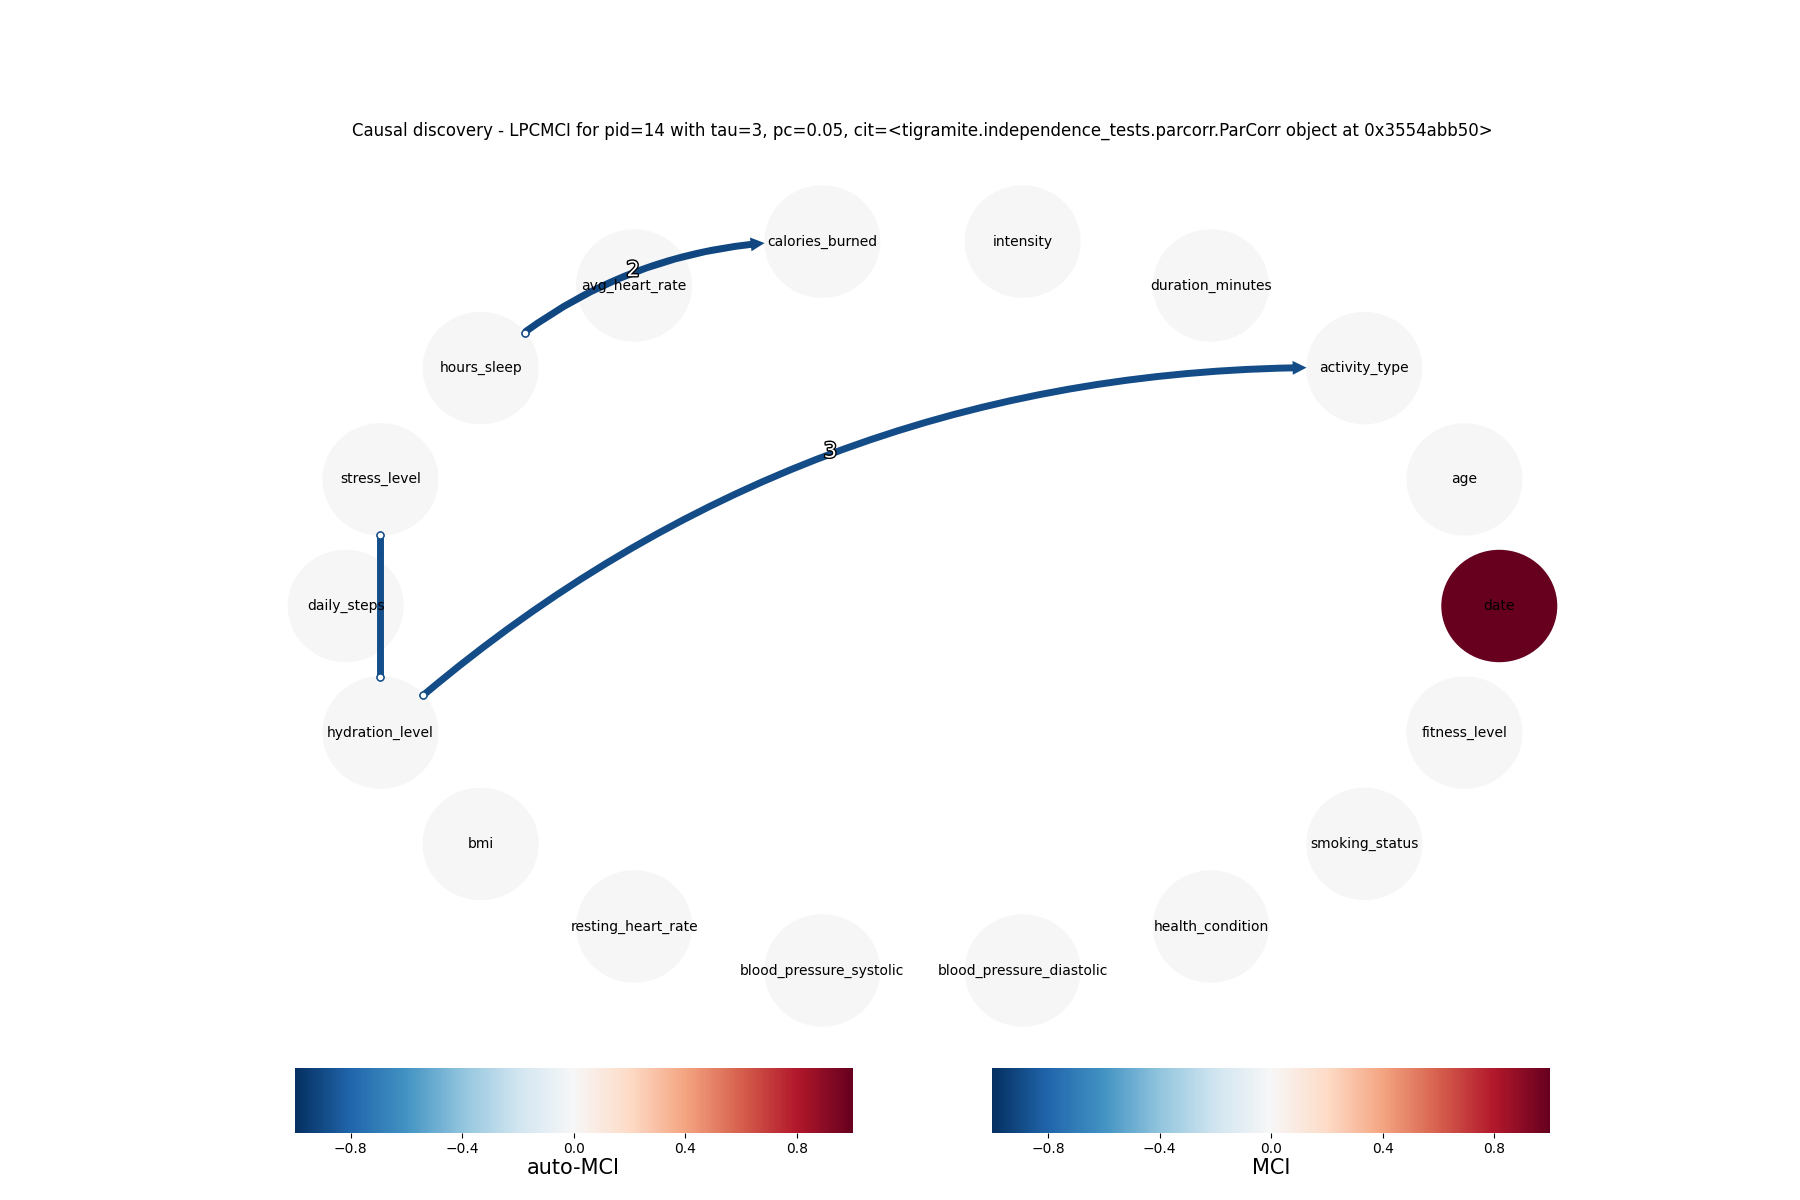 Causal discovery - LPCMCI for pid=14 with tau=3, pc=0.05, cit=<tigramite.independence_tests.parcorr.ParCorr object at 0x3554abb50>
calories_burned
intensity
2
avg_heart_rate
duration_minutes
hours_sleep
activity_type
3
stress_level
age
daily_steps
date
hydration_level
fitness_level
bmi
smoking_status
resting_heart_rate
health_condition
blood_pressure_systolic
blood_pressure_diastolic
−0.8 −0.4 0.0 0.4 0.8
auto-MCI
−0.8 −0.4 0.0 0.4 0.8
MCI